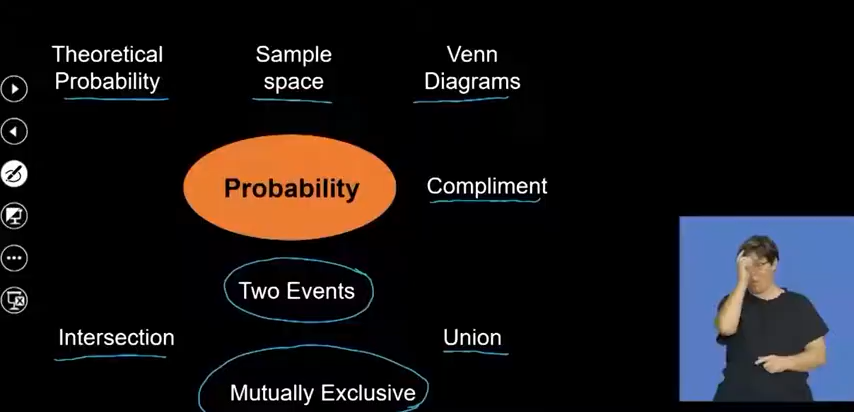 Theoretical
Probability
Sample
space
Venn
Diagrams
Probability
Compliment
Two Events
Intersection
Union
Mutually Exclusive